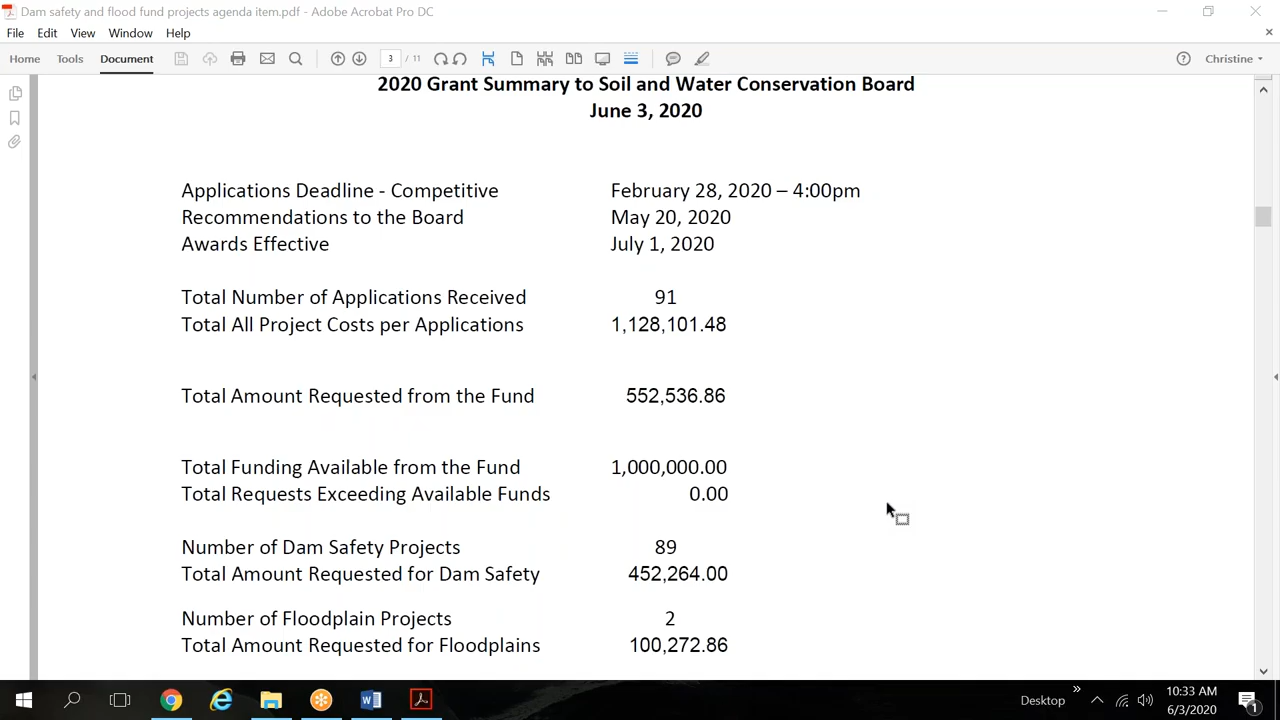 Dam safety and flood fund projects agenda item.pdf - Adobe Acrobat Pro DC
File Edit View Window Help
Home Tools Document 3 / 11 Christine
2020 Grant Summary to Soil and Water Conservation Board
June 3, 2020
Applications Deadline - Competitive February 28, 2020 – 4:00pm
Recommendations to the Board May 20, 2020
Awards Effective July 1, 2020
Total Number of Applications Received 91
Total All Project Costs per Applications 1,128,101.48
Total Amount Requested from the Fund 552,536.86
Total Funding Available from the Fund 1,000,000.00
Total Requests Exceeding Available Funds 0.00
Number of Dam Safety Projects 89
Total Amount Requested for Dam Safety 452,264.00
Number of Floodplain Projects 2
Total Amount Requested for Floodplains 100,272.86
Desktop 10:33 AM
6/3/2020 1